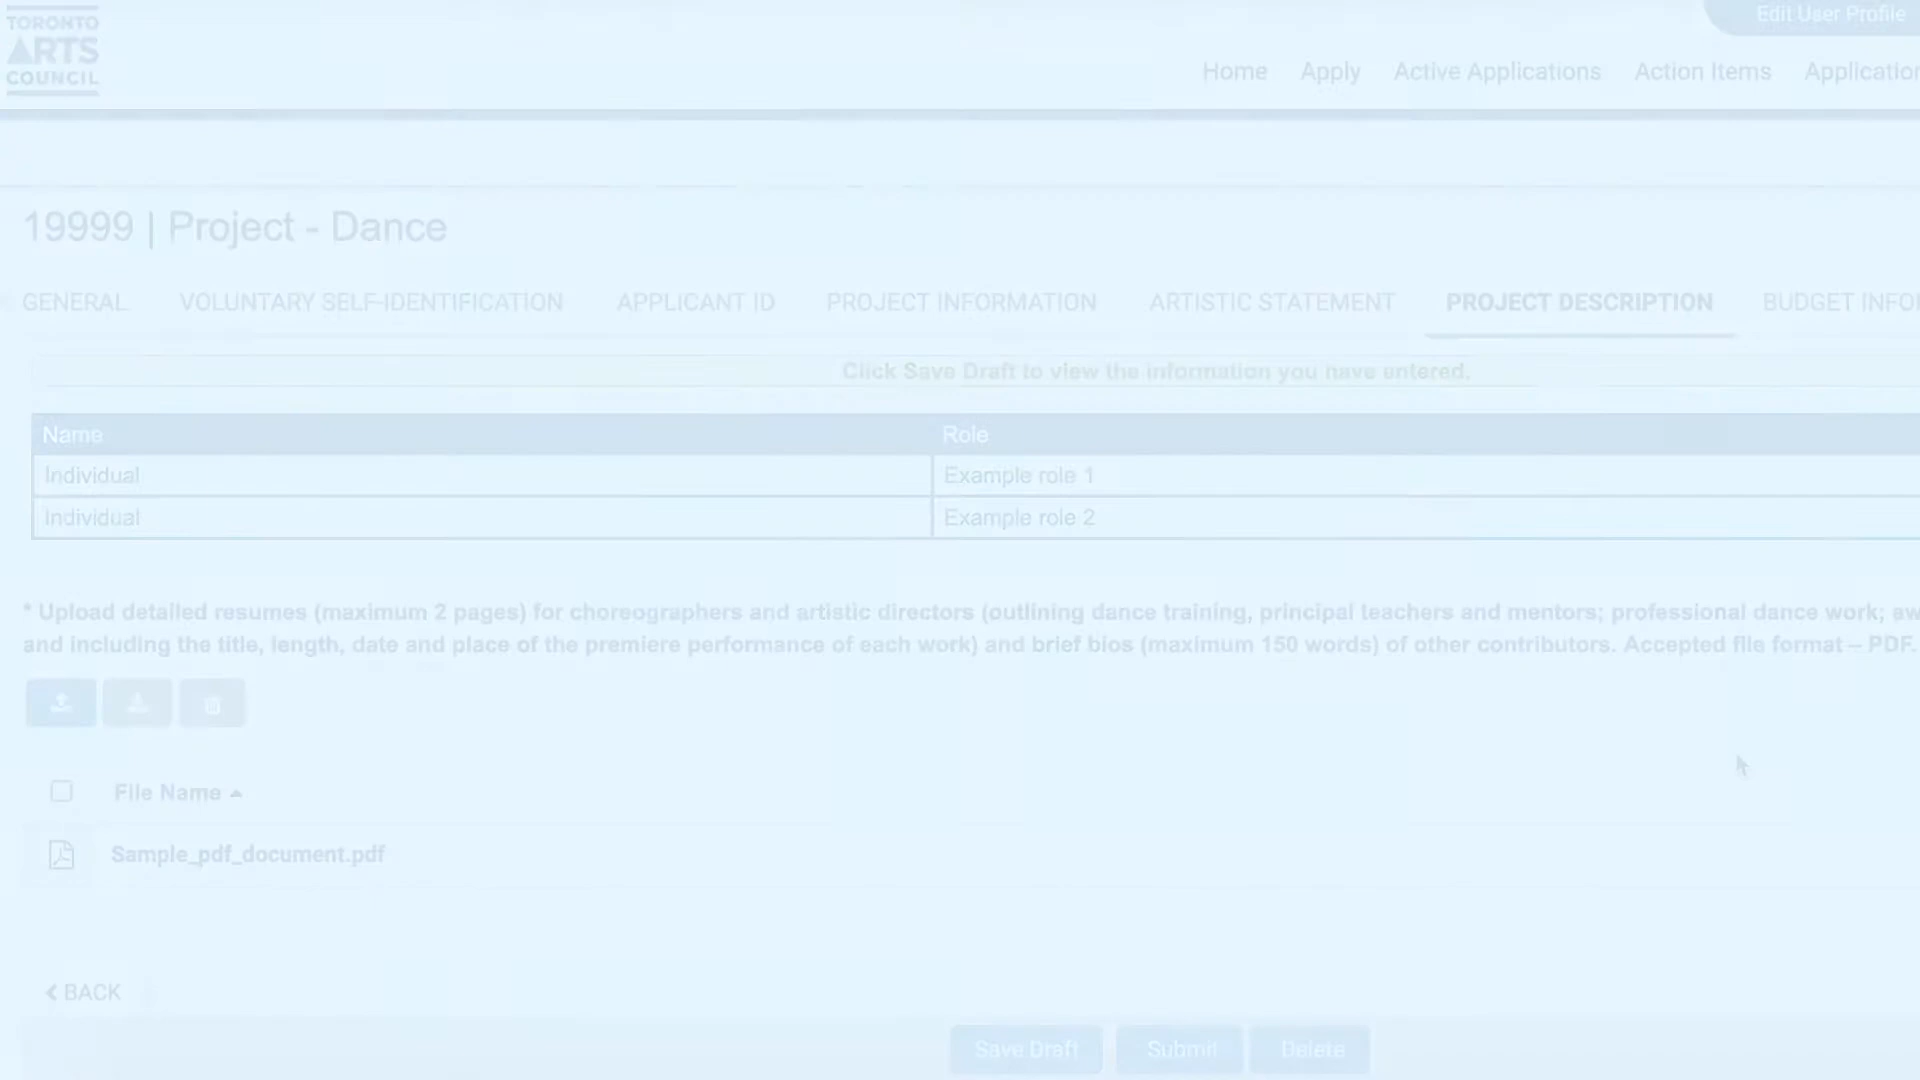 TORONTO
ARTS
COUNCIL
Edit User Profile
Home Apply Active Applications Action Items
19999 | Project - Dance
GENERAL VOLUNTARY SELF-IDENTIFICATION APPLICANT ID PROJECT INFORMATION ARTISTIC STATEMENT PROJECT DESCRIPTION BUDGET
Click Save Draft to view the information you have entered.
Name Role
Individual Example role 1
Individual Example role 2
* Upload detailed resumes (maximum 2 pages) for choreographers and artistic directors (outlining dance training, principal teachers and mentors; professional dance work;
and including the title, length, date and place of the premiere performance of each work) and brief bios (maximum 150 words) of other contributors. Accepted file format – PDF.
File Name
Sample_pdf_document.pdf
BACK
Save Draft Submit Delete